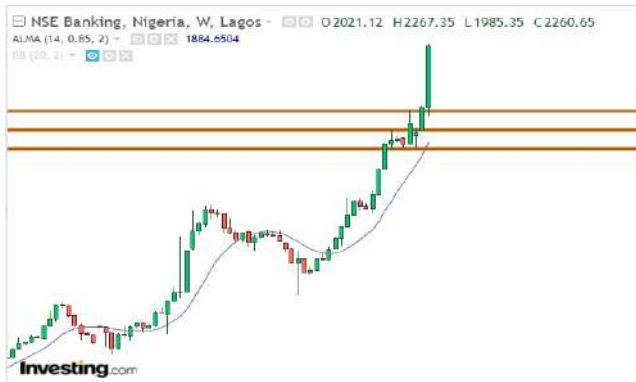 NSE Banking, Nigeria, W, Lagos O2021.12 H2267.35 L1985.35 C2260.65
ALMA (14, 0.85, 2) 1884.6504
BB (20, 2)
Investing.com